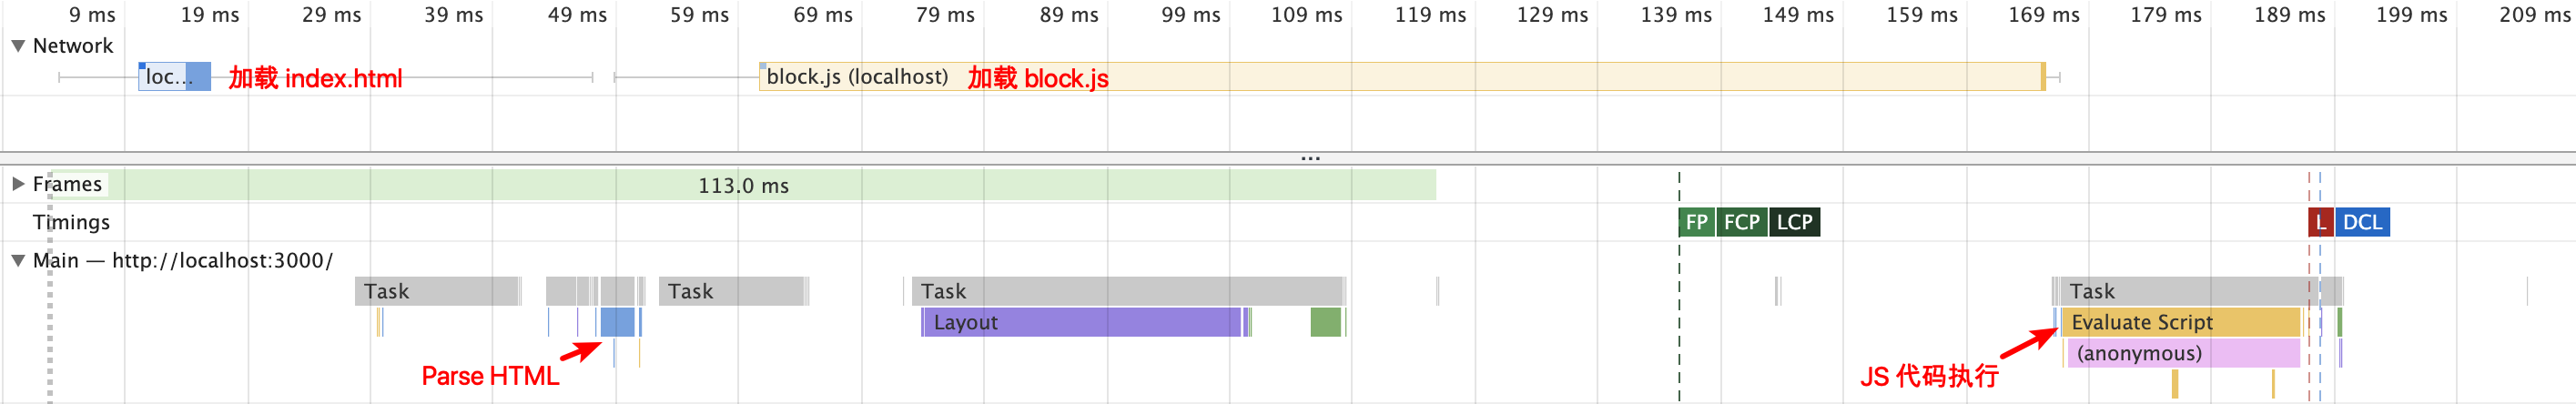 9 ms 19 ms 29 ms 39 ms 49 ms 59 ms 69 ms 79 ms 89 ms 99 ms 109 ms 119 ms 129 ms 139 ms 149 ms 159 ms 169 ms 179 ms 189 ms 199 ms 209 ms
Network
loc... 加载 index.html block.js (localhost) 加载 block.js
...
Frames 113.0 ms
Timings FP FCP LCP L DCL
Main — http://localhost:3000/
Task Task Task Task
Layout Evaluate Script
(anonymous)
Parse HTML JS 代码执行